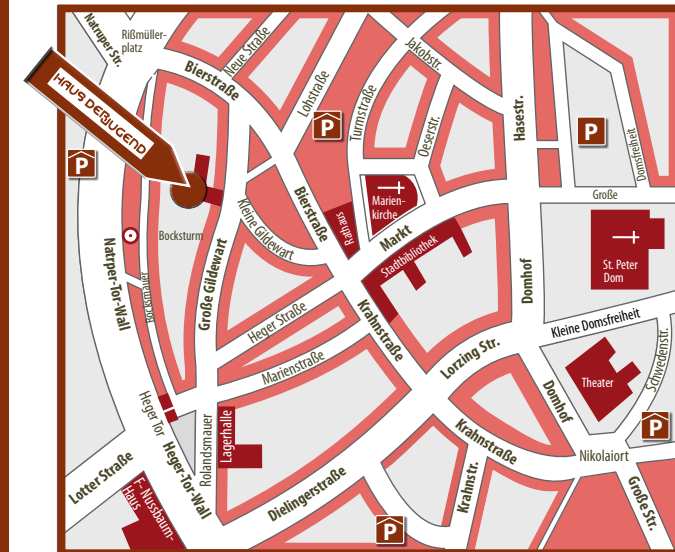 Natruper Str.
Rißmüller-
platz
Bierstraße
Neue Straße
Lohstraße
Turmstraße
Jakobstr.
Oeserstr.
Hasestr.
Domsfreiheit
P
P
P
HAUS DER JUGEND
Große
Marien-
kirche
Rathaus
Bierstraße
Kleine Gildewart
Markt
Stadtbibliothek
St. Peter
Dom
Bocksturm
Bocksmauer
Natrper-Tor-Wall
Große Gildewart
Domhof
Heger Straße
Krahnstraße
Kleine Domsfreiheit
Lorzing Str.
Marienstraße
Schwedenstr.
Theater
Domhof
Heger Tor
Rolandsmauer
Lagerhalle
P
Krahnstraße
Nikolaiort
Lotter Straße
Heger-Tor-Wall
F- Nussbaum-
Haus
Dielingerstraße
Krahnstr.
Große Str.
P